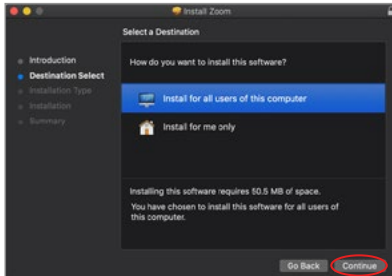 Install Zoom
Select a Destination
Introduction
Destination Select
Installation Type
Installation
Summary
How do you want to install this software?
Install for all users of this computer
Install for me only
Installing this software requires 50.5 MB of space.
You have chosen to install this software for all users of
this computer.
Go Back
Continue